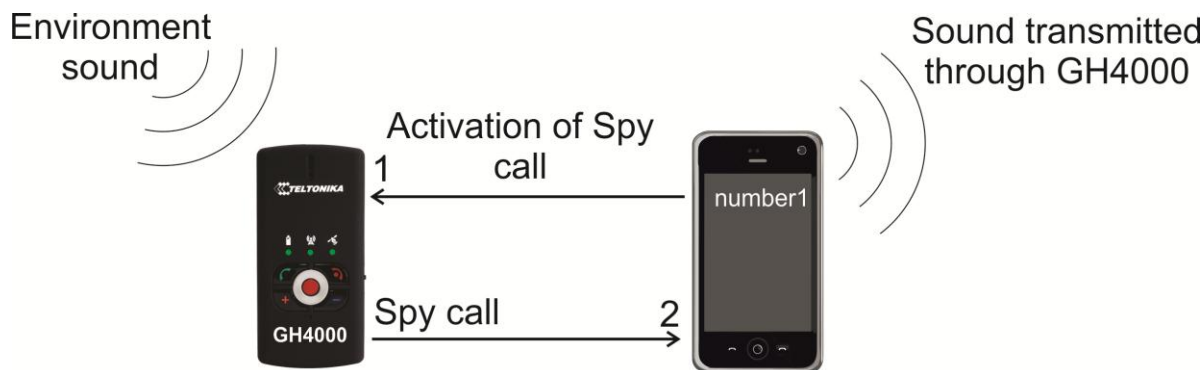 Environment
sound
Sound transmitted
through GH4000
Activation of Spy
call
1
TELTONIKA
number1
Spy call
2
GH4000